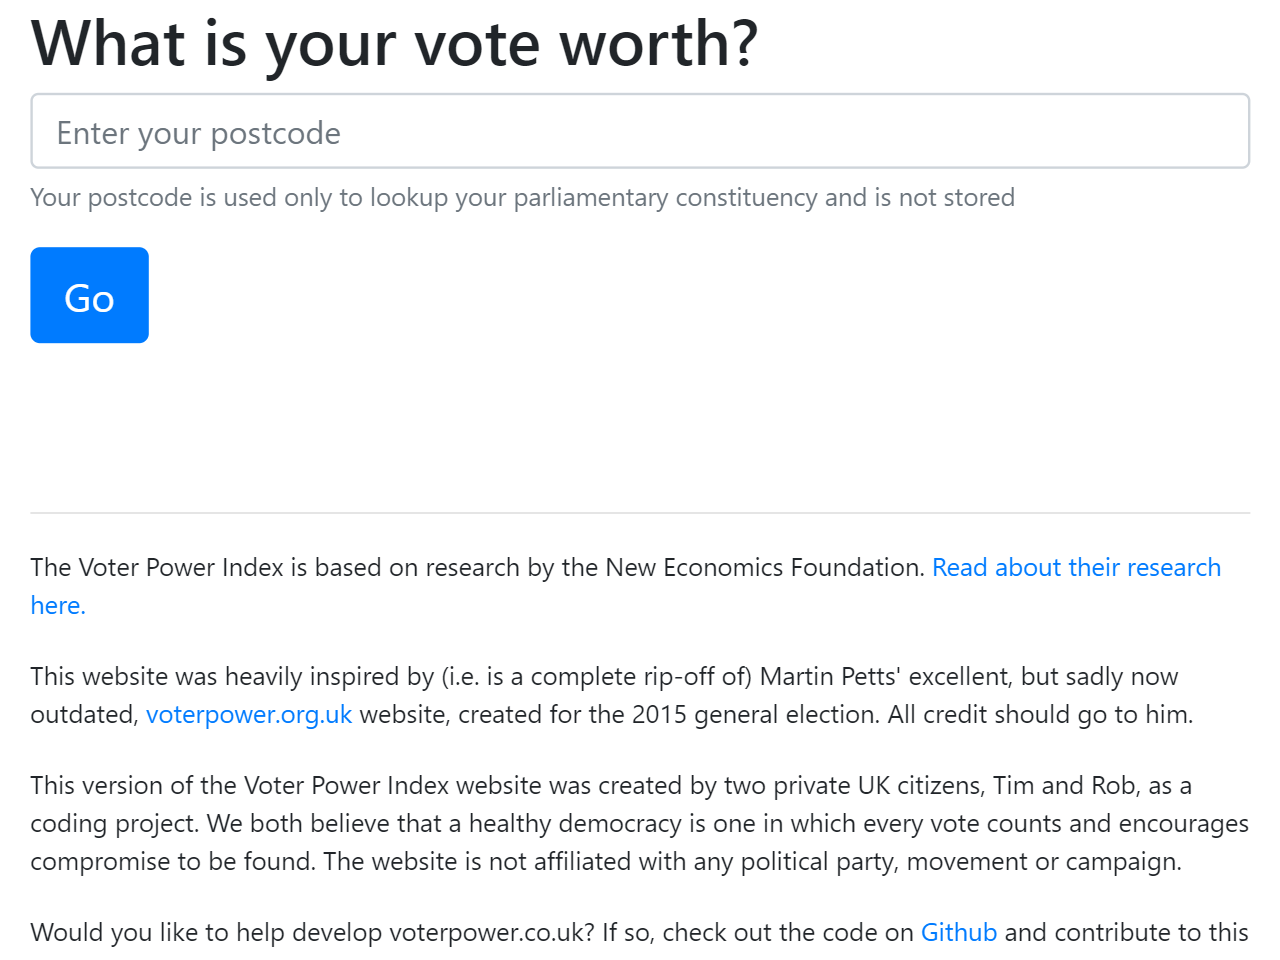 What is your vote worth?
Enter your postcode
Your postcode is used only to lookup your parliamentary constituency and is not stored
Go
The Voter Power Index is based on research by the New Economics Foundation. Read about their research
here.
This website was heavily inspired by (i.e. is a complete rip-off of) Martin Petts' excellent, but sadly now
outdated, voterpower.org.uk website, created for the 2015 general election. All credit should go to him.
This version of the Voter Power Index website was created by two private UK citizens, Tim and Rob, as a
coding project. We both believe that a healthy democracy is one in which every vote counts and encourages
compromise to be found. The website is not affiliated with any political party, movement or campaign.
Would you like to help develop voterpower.co.uk? If so, check out the code on Github and contribute to this